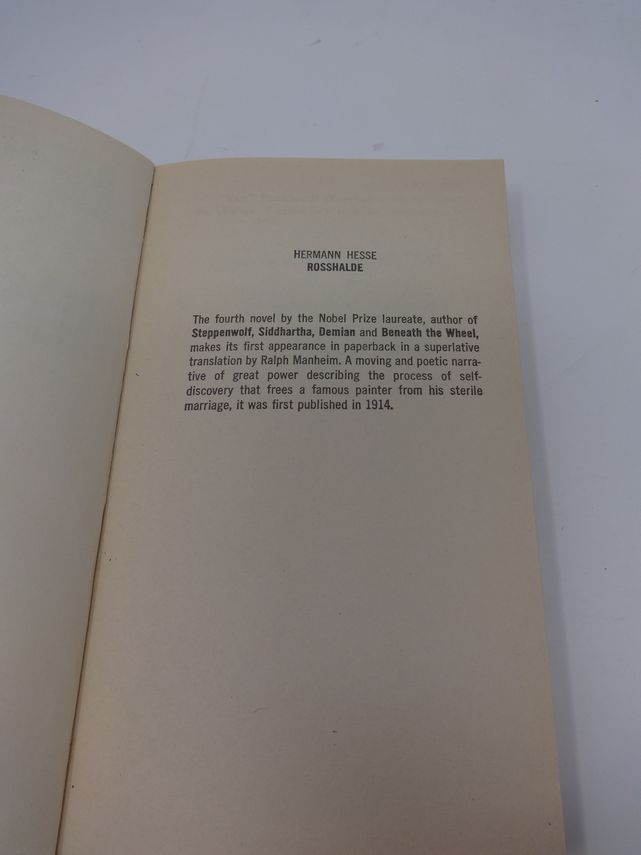 HERMANN HESSE
ROSSHALDE
The fourth novel by the Nobel Prize laureate, author of
Steppenwolf, Siddhartha, Demian and Beneath the Wheel,
makes its first appearance in paperback in a superlative
translation by Ralph Manheim. A moving and poetic narra-
tive of great power describing the process of self-
discovery that frees a famous painter from his sterile
marriage, it was first published in 1914.